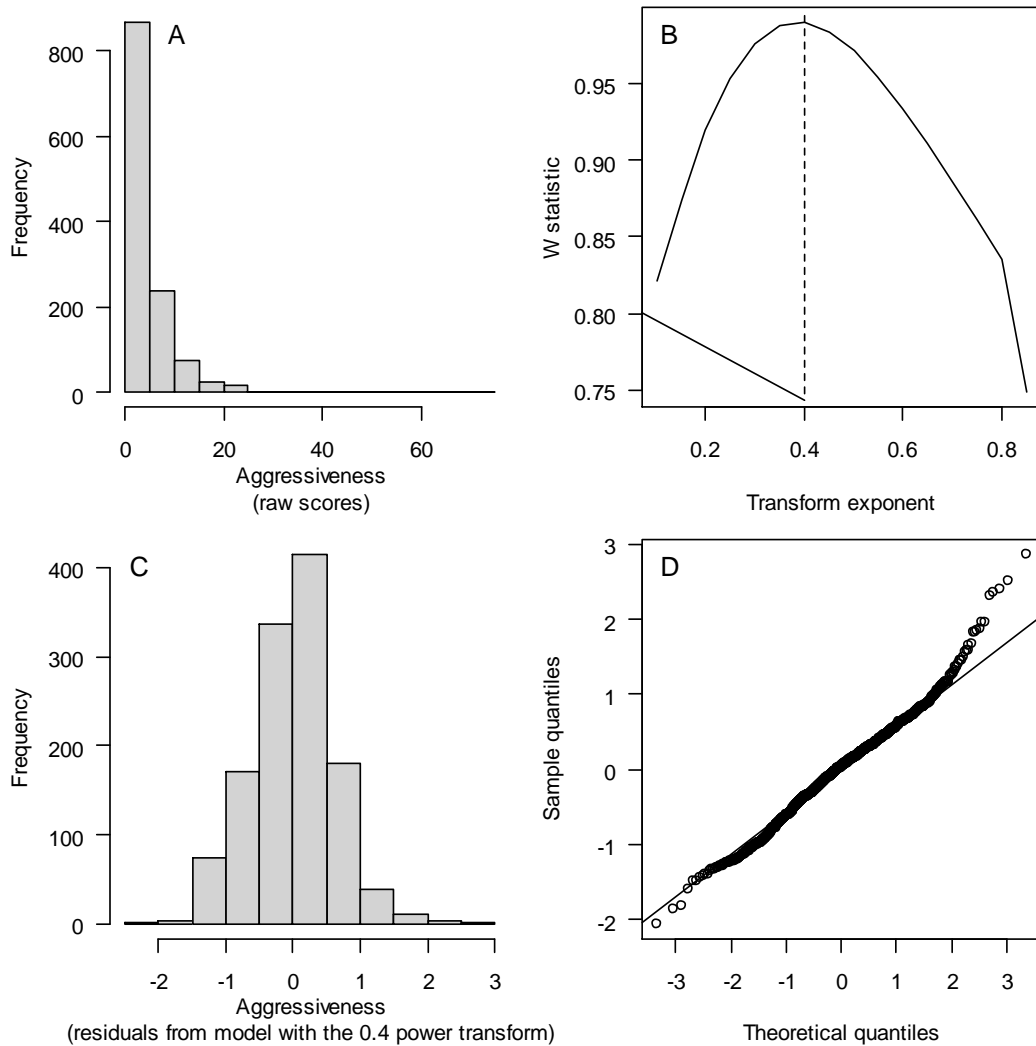 A
Frequency
800
600
400
200
0
0 20 40 60
Aggressiveness
(raw scores)
B
W statistic
0.95
0.90
0.85
0.80
0.75
0.2 0.4 0.6 0.8
Transform exponent
C
Frequency
400
300
200
100
0
-2 -1 0 1 2 3
Aggressiveness
(residuals from model with the 0.4 power transform)
D
Sample quantiles
3
2
1
0
-1
-2
-3 -2 -1 0 1 2 3
Theoretical quantiles